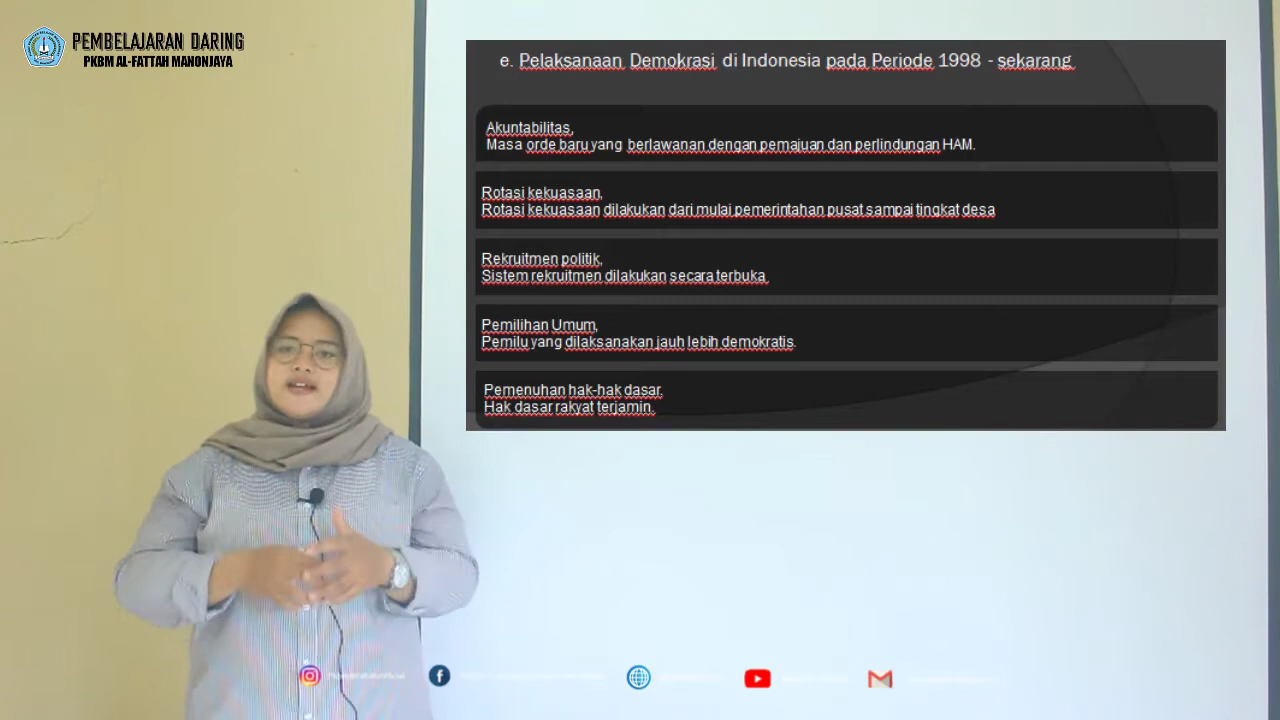 PEMBELAJARAN DARING
PKBM AL-FATTAH MANONJAYA
e. Pelaksanaan Demokrasi di Indonesia pada Periode 1998 - sekarang
Akuntabilitas,
Masa orde baru yang berlawanan dengan pemajuan dan perlindungan HAM.
Rotasi kekuasaan,
Rotasi kekuasaan dilakukan dari mulai pemerintahan pusat sampai tingkat desa
Rekruitmen politik,
Sistem rekruitmen dilakukan secara terbuka
Pemilihan Umum,
Pemilu yang dilaksanakan jauh lebih demokratis.
Pemenuhan hak-hak dasar.
Hak dasar rakyat terjamin.